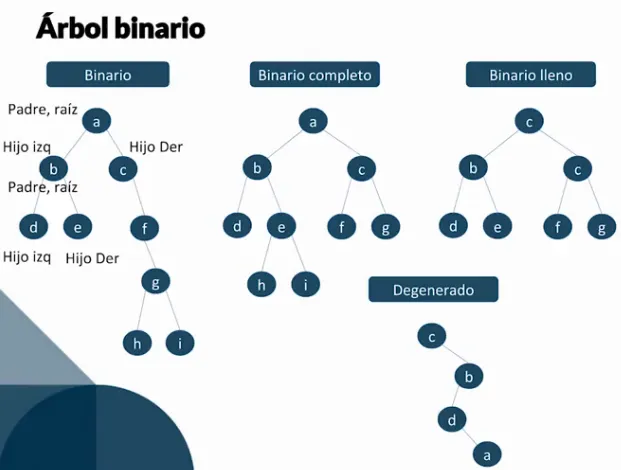 Árbol binario
Binario
Padre, raíz
a
Hijo izq
Hijo Der
b
c
Padre, raíz
d
e
f
Hijo izq
Hijo Der
g
h
i
Binario completo
a
b
c
d
e
f
g
h
i
Binario lleno
c
b
c
d
e
f
g
Degenerado
c
b
d
a